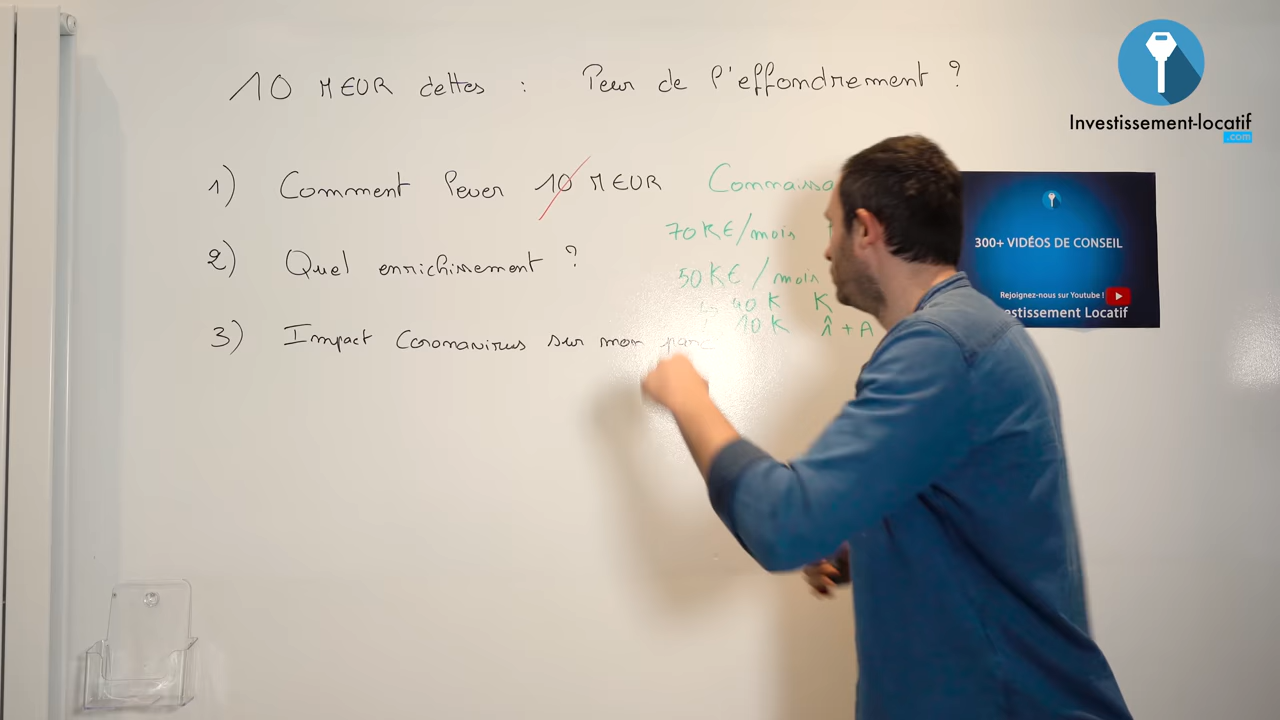 10 MEUR dettes : Peur de l'effondrement ?
Investissement-locatif
.com
1) Comment lever 10 MEUR Connaissa
70 K€/mois
300+ VIDÉOS DE CONSEIL
2) Quel enrichissement ?
50 K€ / mois
40 K K
10 K î + A
Rejoignez-nous sur Youtube !
estissement Locatif
3) Impact Coronavirus sur mon parc